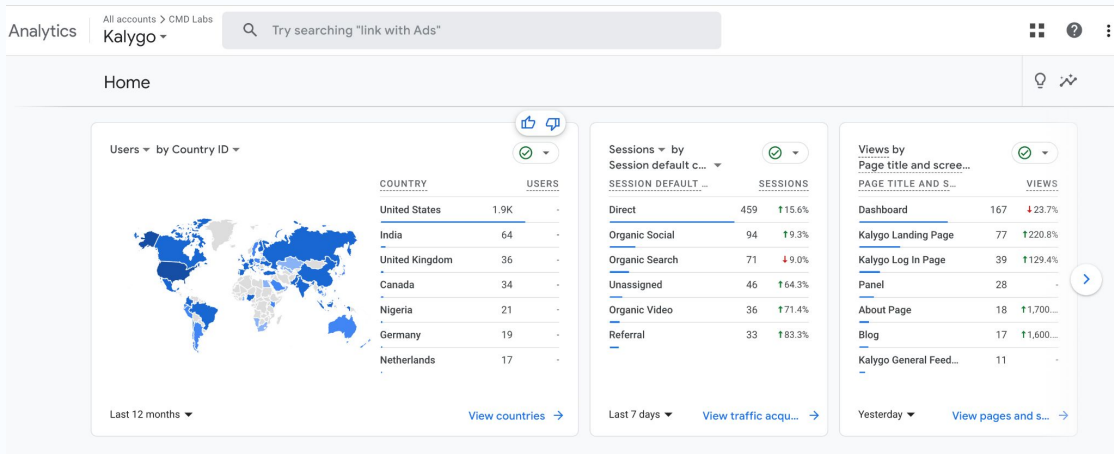 Analytics
All accounts > CMD Labs
Kalygo
Try searching "link with Ads"
Home
Users by Country ID
COUNTRY USERS
United States 1.9K -
India 64 -
United Kingdom 36 -
Canada 34 -
Nigeria 21 -
Germany 19 -
Netherlands 17 -
Last 12 months
View countries
Sessions by
Session default c...
SESSION DEFAULT ... SESSIONS
Direct 459 ↑15.6%
Organic Social 94 ↑9.3%
Organic Search 71 ↓9.0%
Unassigned 46 ↑64.3%
Organic Video 36 ↑71.4%
Referral 33 ↑83.3%
Last 7 days
View traffic acqu...
Views by
Page title and scree...
PAGE TITLE AND S... VIEWS
Dashboard 167 ↓23.7%
Kalygo Landing Page 77 ↑220.8%
Kalygo Log In Page 39 ↑129.4%
Panel 28 -
About Page 18 ↑1,700...
Blog 17 ↑1,600...
Kalygo General Feed... 11 -
Yesterday
View pages and s...